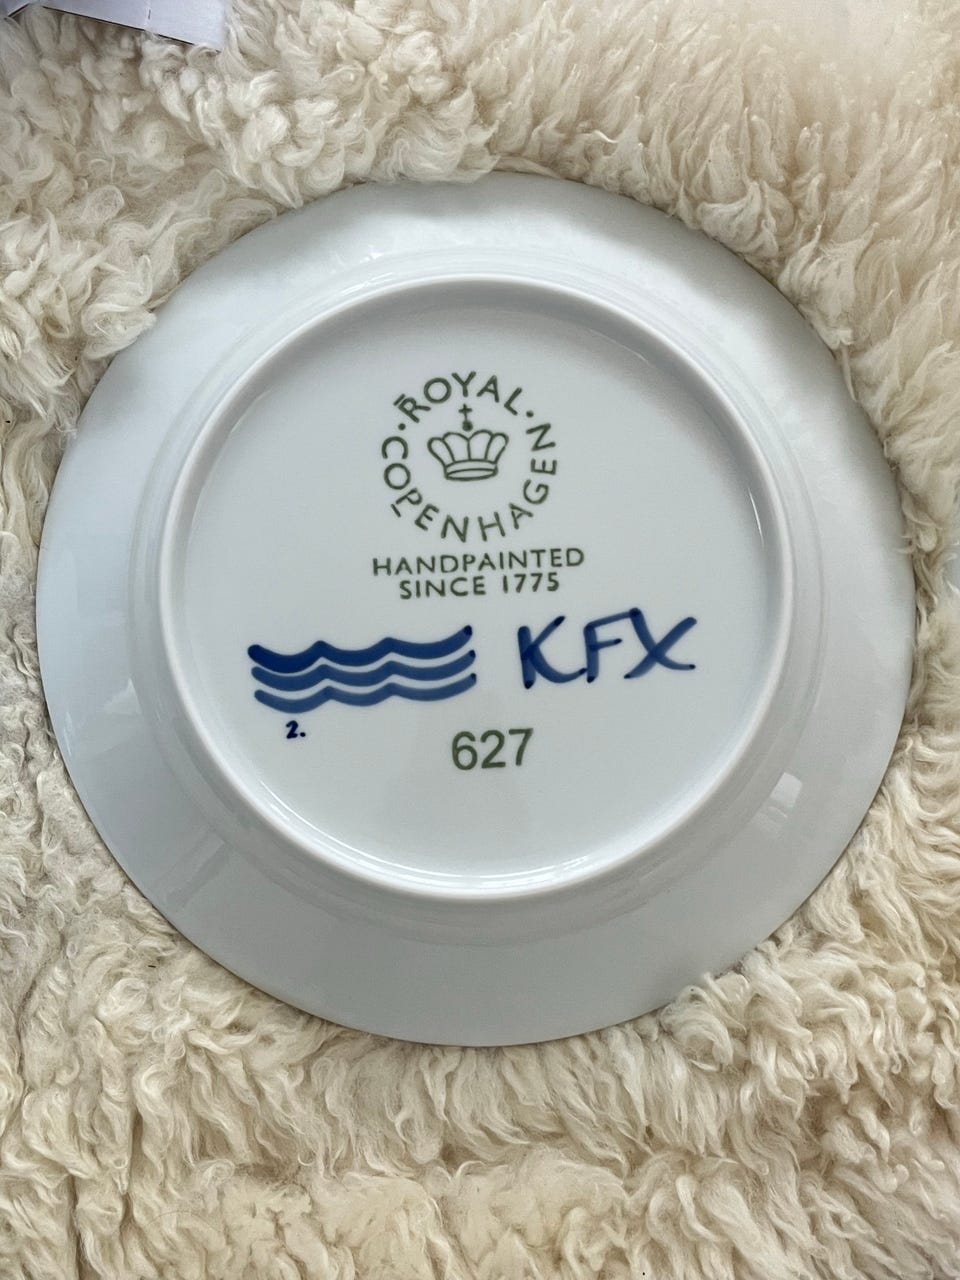 ROYAL
COPENHAGEN
HANDPAINTED
SINCE 1775
KFX
2.
627